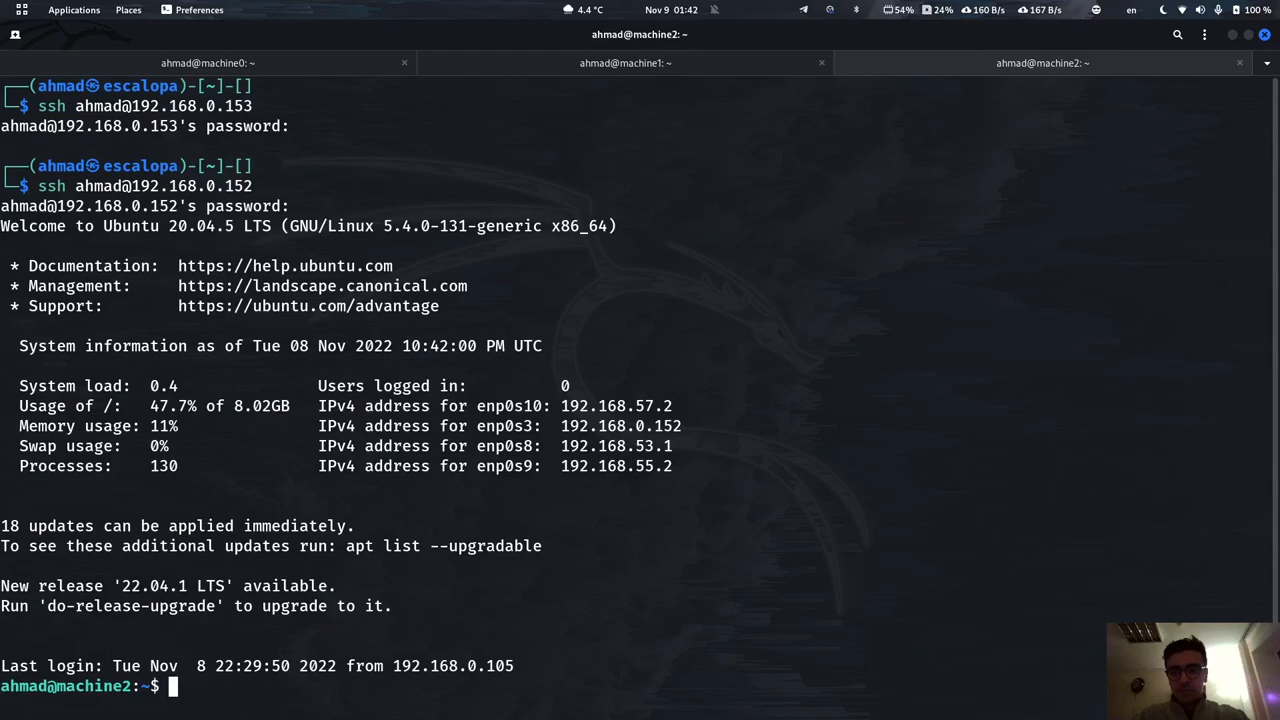 Applications Places Preferences 4.4 °C Nov 9 01:42 54% 24% 160 B/s 167 B/s en 100 %
ahmad@machine2: ~
ahmad@machine0: ~ ahmad@machine1: ~ ahmad@machine2: ~
┌──(ahmad㉿escalopa)-[~]-[]
└─$ ssh ahmad@192.168.0.153
ahmad@192.168.0.153's password:
┌──(ahmad㉿escalopa)-[~]-[]
└─$ ssh ahmad@192.168.0.152
ahmad@192.168.0.152's password:
Welcome to Ubuntu 20.04.5 LTS (GNU/Linux 5.4.0-131-generic x86_64)
* Documentation: https://help.ubuntu.com
* Management: https://landscape.canonical.com
* Support: https://ubuntu.com/advantage
System information as of Tue 08 Nov 2022 10:42:00 PM UTC
System load: 0.4 Users logged in: 0
Usage of /: 47.7% of 8.02GB IPv4 address for enp0s10: 192.168.57.2
Memory usage: 11% IPv4 address for enp0s3: 192.168.0.152
Swap usage: 0% IPv4 address for enp0s8: 192.168.53.1
Processes: 130 IPv4 address for enp0s9: 192.168.55.2
18 updates can be applied immediately.
To see these additional updates run: apt list --upgradable
New release '22.04.1 LTS' available.
Run 'do-release-upgrade' to upgrade to it.
Last login: Tue Nov 8 22:29:50 2022 from 192.168.0.105
ahmad@machine2:~$